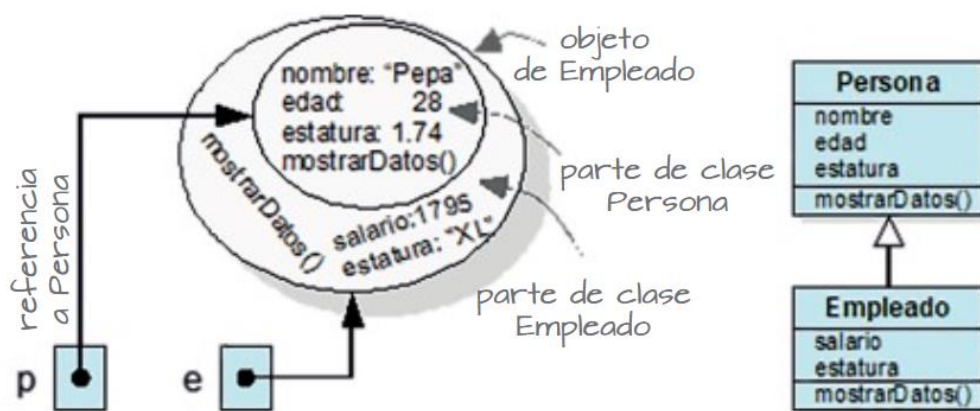 objeto
de Empleado
nombre: "Pepa"
edad: 28
estatura: 1.74
mostrarDatos()
mostrarDatos()
salario:1795
estatura: "XL"
parte de clase
Persona
parte de clase
Empleado
referencia
a Persona
p
e
Persona
nombre
edad
estatura
mostrarDatos()
Empleado
salario
estatura
mostrarDatos()